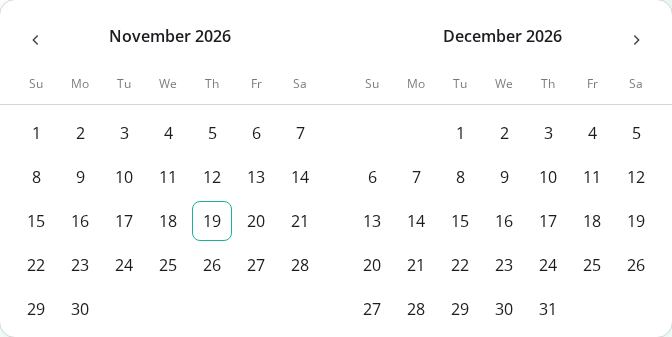 November 2026
Su Mo Tu We Th Fr Sa
1 2 3 4 5 6 7
8 9 10 11 12 13 14
15 16 17 18 19 20 21
22 23 24 25 26 27 28
29 30
December 2026
Su Mo Tu We Th Fr Sa
1 2 3 4 5
6 7 8 9 10 11 12
13 14 15 16 17 18 19
20 21 22 23 24 25 26
27 28 29 30 31